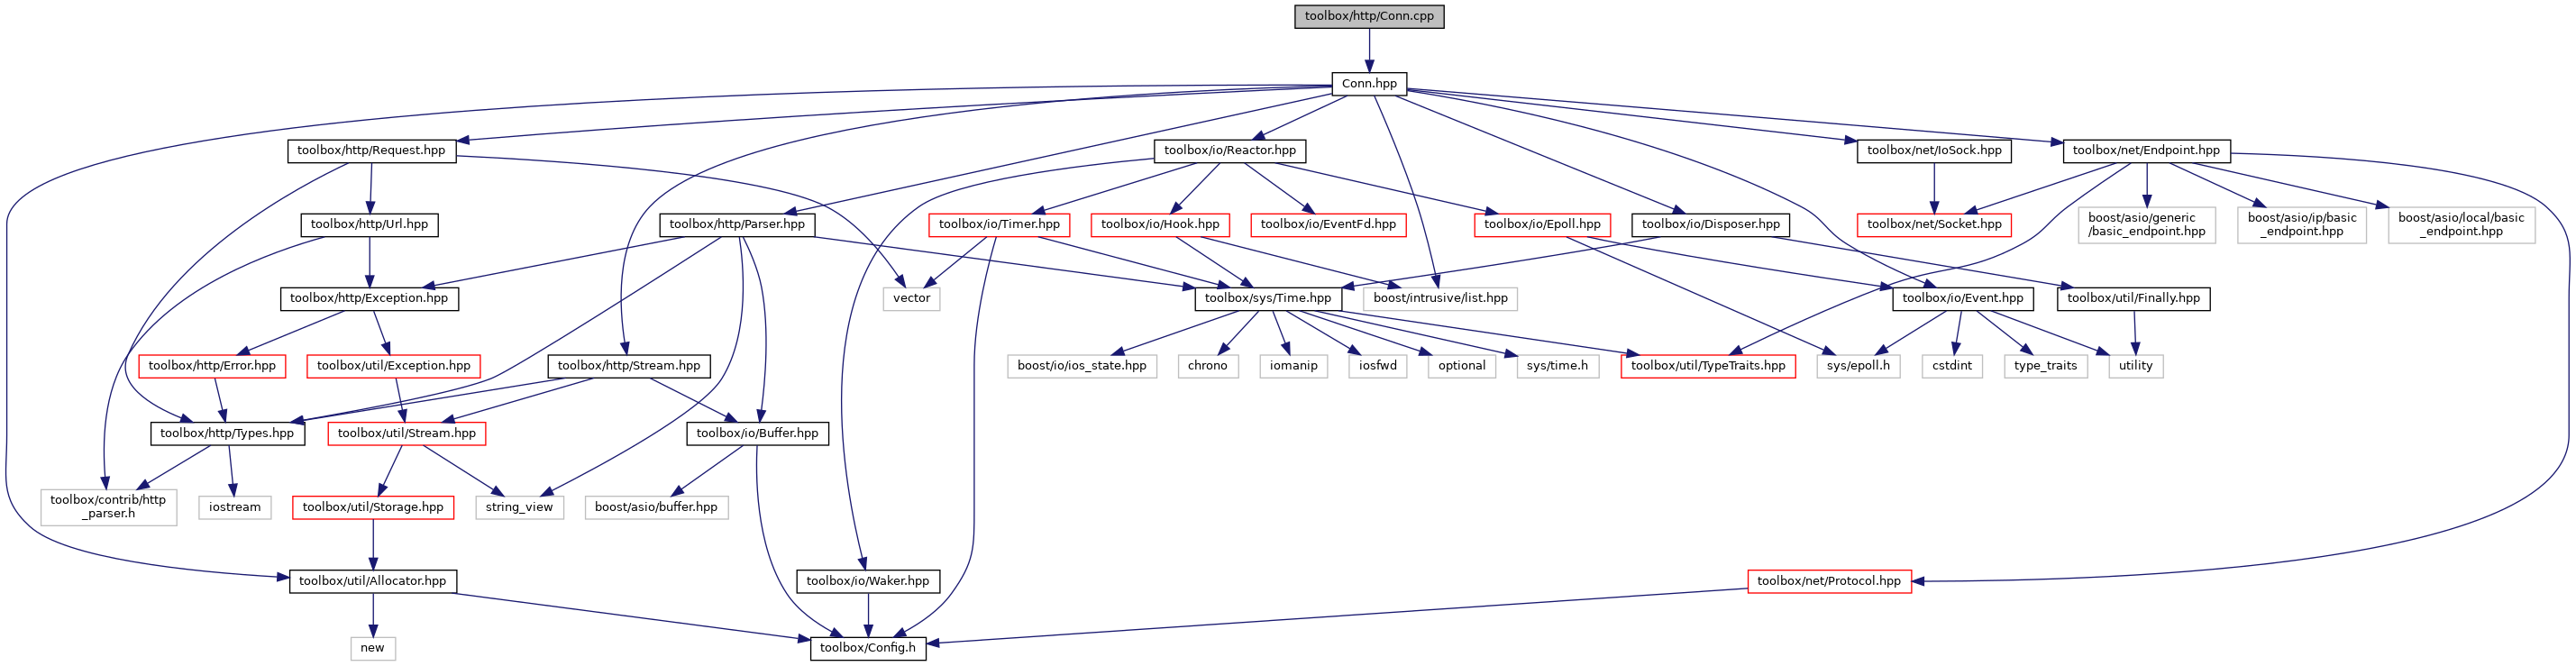 toolbox/http/Conn.cpp
Conn.hpp
toolbox/http/Request.hpp
toolbox/io/Reactor.hpp
toolbox/net/IoSock.hpp
toolbox/net/Endpoint.hpp
toolbox/http/Url.hpp
toolbox/http/Parser.hpp
toolbox/io/Timer.hpp
toolbox/io/Hook.hpp
toolbox/io/EventFd.hpp
toolbox/io/Epoll.hpp
toolbox/io/Disposer.hpp
toolbox/net/Socket.hpp
boost/asio/generic
/basic_endpoint.hpp
boost/asio/ip/basic
_endpoint.hpp
boost/asio/local/basic
_endpoint.hpp
toolbox/http/Exception.hpp
vector
toolbox/sys/Time.hpp
boost/intrusive/list.hpp
toolbox/io/Event.hpp
toolbox/util/Finally.hpp
toolbox/http/Error.hpp
toolbox/util/Exception.hpp
toolbox/http/Stream.hpp
boost/io/ios_state.hpp
chrono
iomanip
iosfwd
optional
sys/time.h
toolbox/util/TypeTraits.hpp
sys/epoll.h
cstdint
type_traits
utility
toolbox/http/Types.hpp
toolbox/util/Stream.hpp
toolbox/io/Buffer.hpp
toolbox/contrib/http
_parser.h
iostream
toolbox/util/Storage.hpp
string_view
boost/asio/buffer.hpp
toolbox/util/Allocator.hpp
toolbox/io/Waker.hpp
toolbox/net/Protocol.hpp
new
toolbox/Config.h